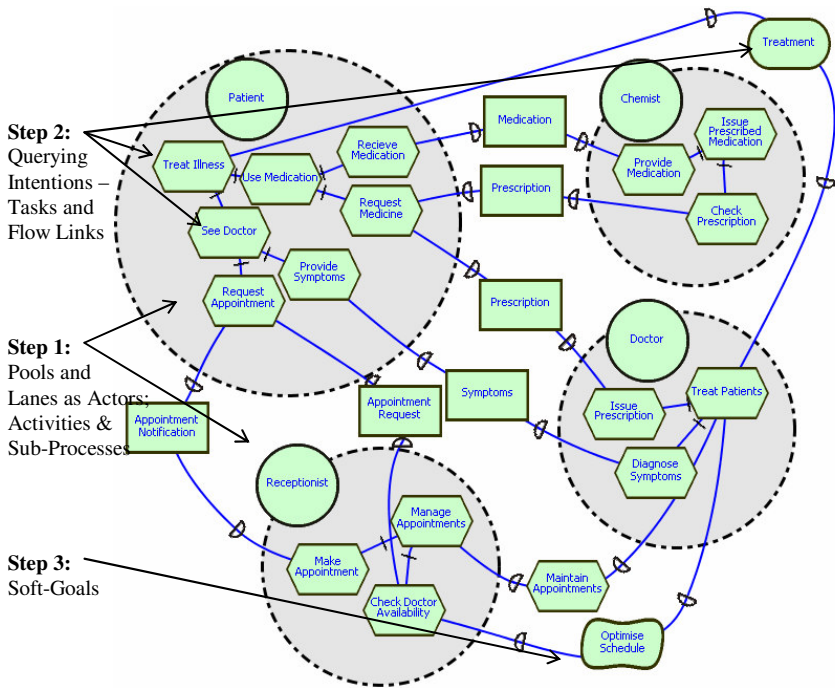 Treatment
Patient
Chemist
Medication
Issue
Prescribed
Medication
Step 2:
Querying
Intentions –
Tasks and
Flow Links
Treat Illness
Use Medication
Recieve
Medication
Provide
Medication
Request
Medicine
Prescription
Check
Prescription
See Doctor
Provide
Symptoms
Request
Appointment
Prescription
Doctor
Step 1:
Pools and
Lanes as Actors;
Activities &
Sub-Processes
Appointment
Notification
Appointment
Request
Symptoms
Issue
Prescription
Treat Patients
Diagnose
Symptoms
Receptionist
Manage
Appointments
Make
Appointment
Check Doctor
Availability
Maintain
Appointments
Step 3:
Soft-Goals
Optimise
Schedule